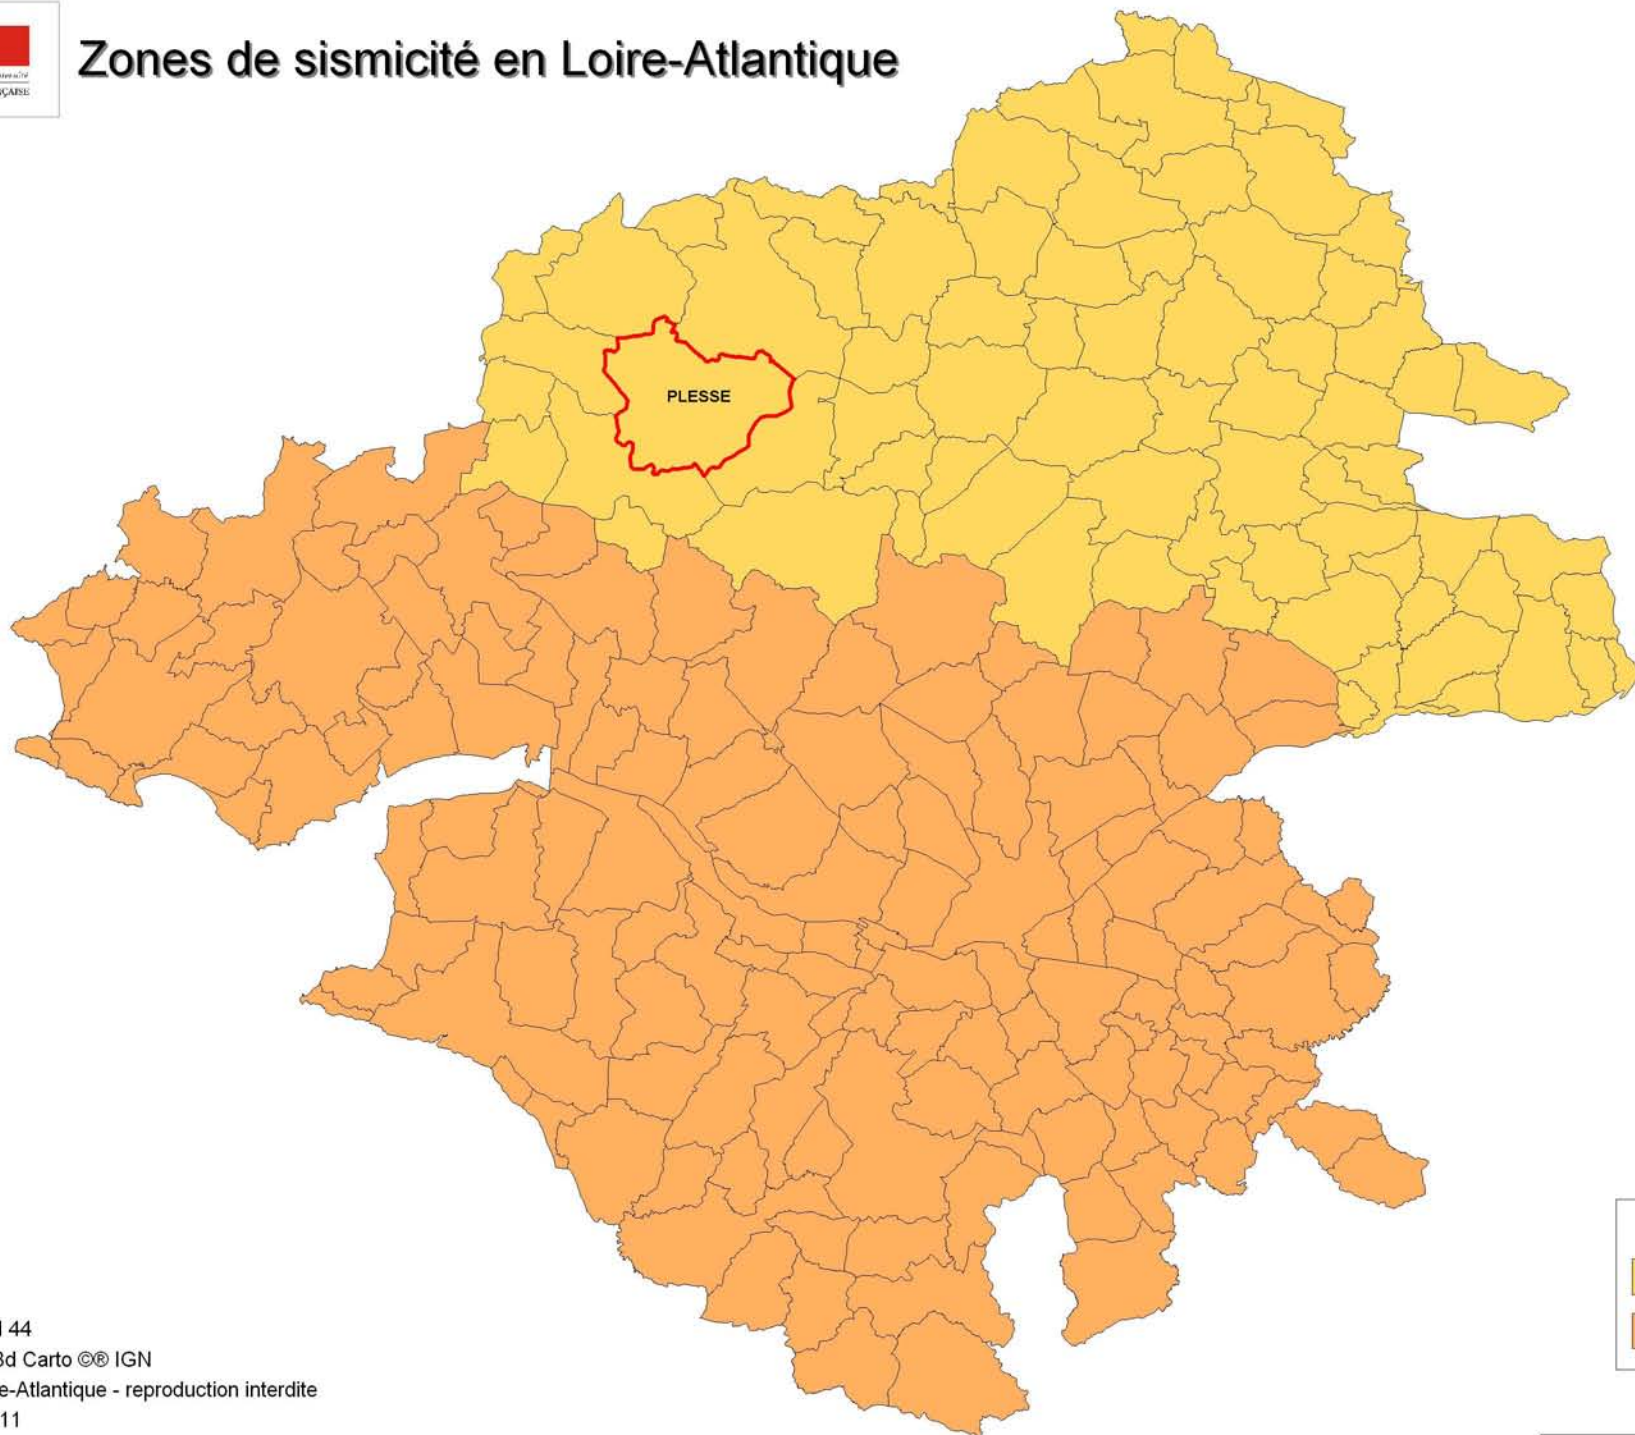 Zones de sismicité en Loire-Atlantique
PLESSE
44
3d Carto ©® IGN
e-Atlantique - reproduction interdite
11